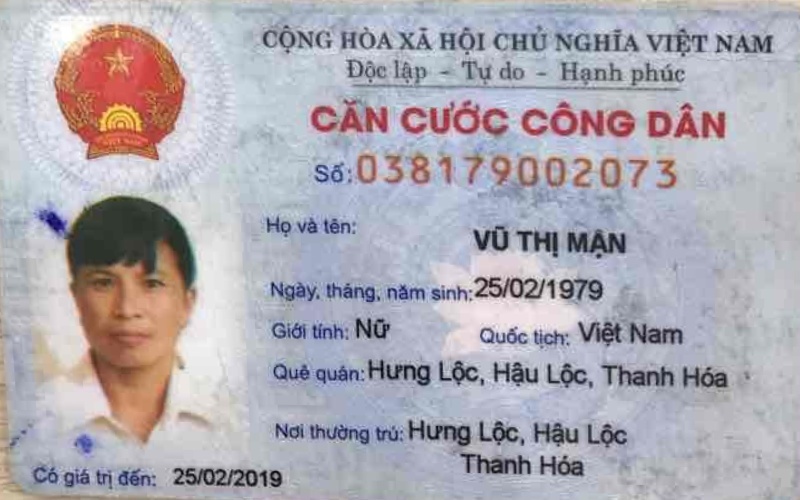 CỘNG HÒA XÃ HỘI CHỦ NGHĨA VIỆT NAM
Độc lập - Tự do - Hạnh phúc
CĂN CƯỚC CÔNG DÂN
Số: 038179002073
Họ và tên: VŨ THỊ MẬN
Ngày, tháng, năm sinh: 25/02/1979
Giới tính: Nữ Quốc tịch: Việt Nam
Quê quán: Hưng Lộc, Hậu Lộc, Thanh Hóa
Nơi thường trú: Hưng Lộc, Hậu Lộc
Thanh Hóa
Có giá trị đến: 25/02/2019
VIỆT NAM